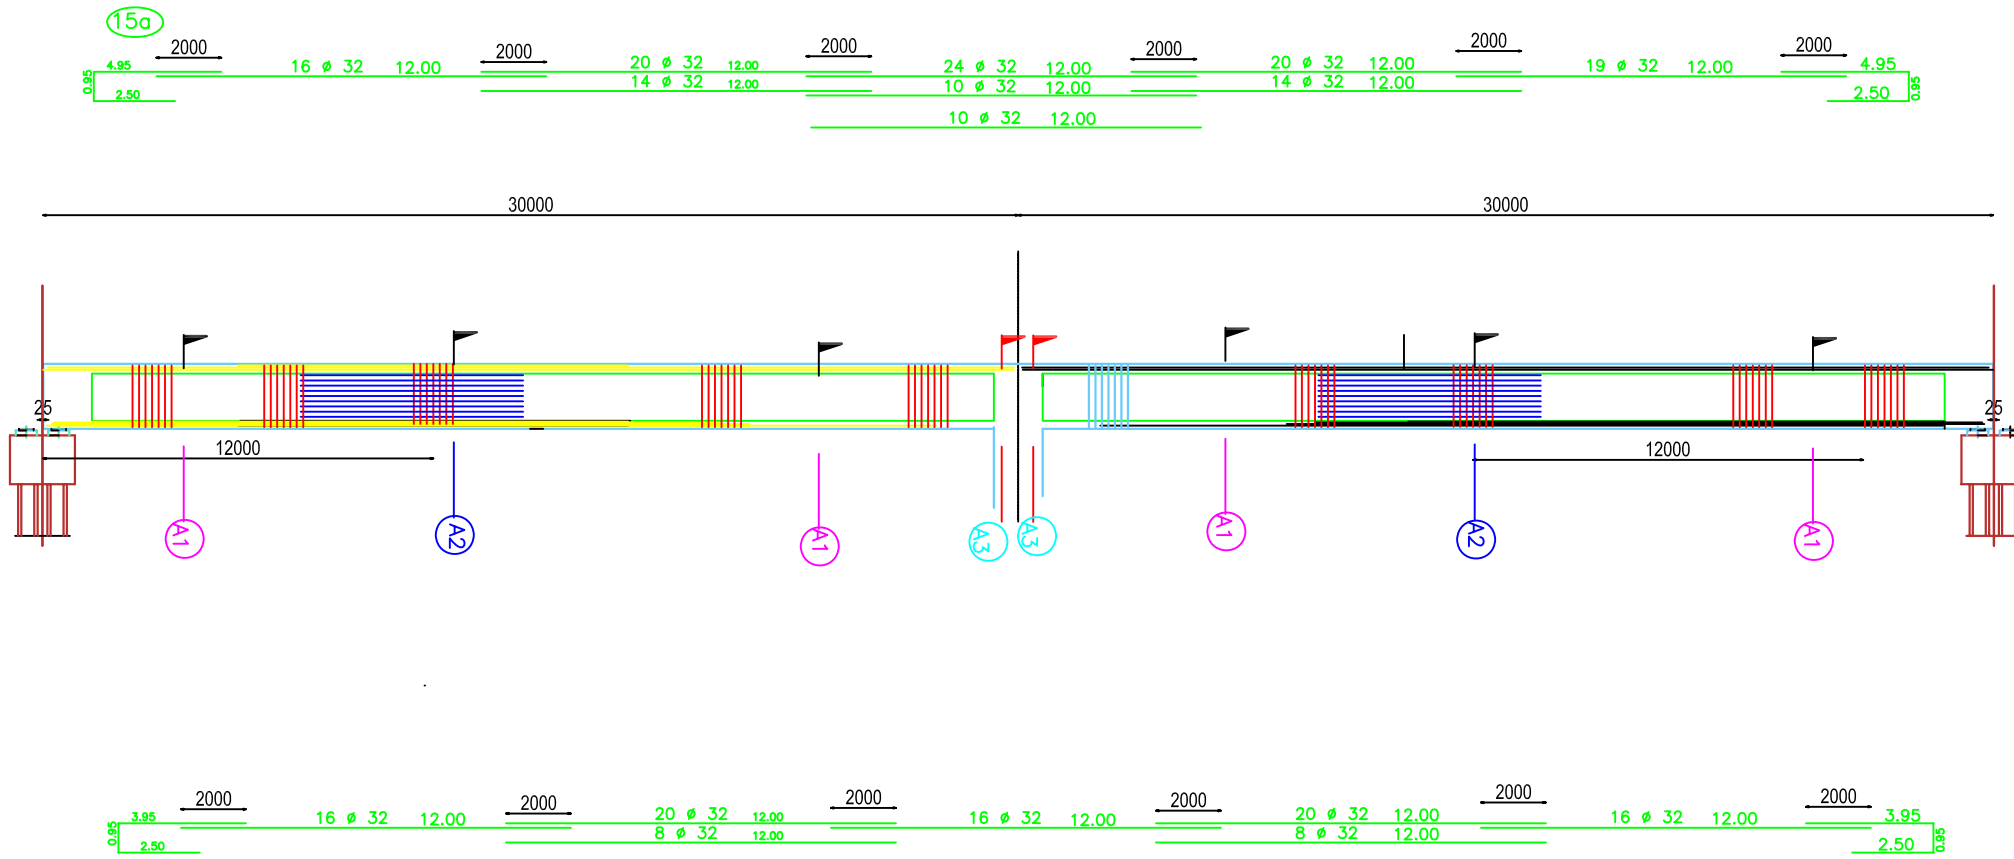 15a
2000 2000 2000 2000 2000 2000
4.95 16 ø 32 12.00 20 ø 32 12.00 24 ø 32 12.00 20 ø 32 12.00 19 ø 32 12.00 4.95
0.95 14 ø 32 12.00 10 ø 32 12.00 14 ø 32 12.00 0.95
2.50 2.50
10 ø 32 12.00
30000 30000
25 25
12000 12000
A1 A2 A1 A3 A3 A1 A2 A1
2000 2000 2000 2000 2000 2000
3.95 16 ø 32 12.00 20 ø 32 12.00 16 ø 32 12.00 20 ø 32 12.00 16 ø 32 12.00 3.95
0.95 8 ø 32 12.00 8 ø 32 12.00 0.95
2.50 2.50